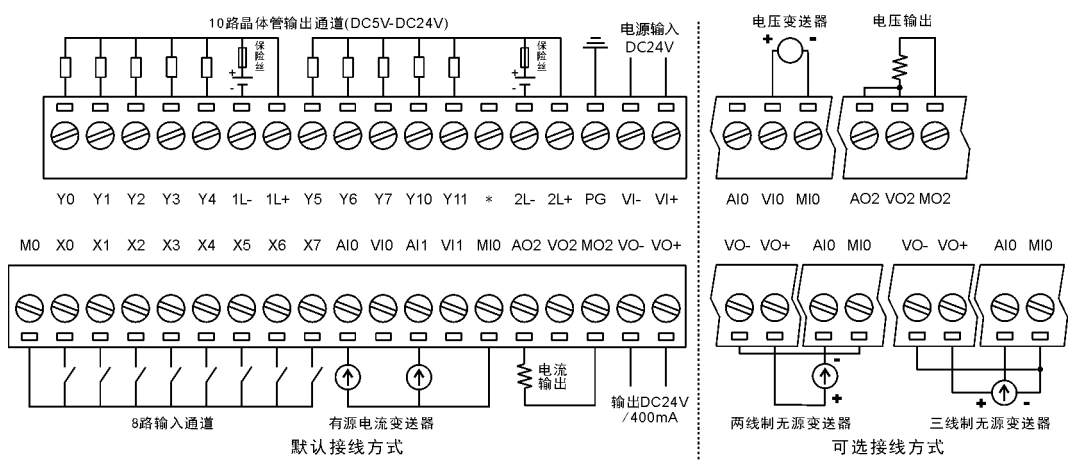 10路晶体管输出通道(DC5V-DC24V)
电源输入
DC24V
保险丝
保险丝
+
-
+
-
Y0 Y1 Y2 Y3 Y4 1L- 1L+ Y5 Y6 Y7 Y10 Y11 * 2L- 2L+ PG VI- VI+
M0 X0 X1 X2 X3 X4 X5 X6 X7 AI0 VI0 AI1 VI1 MI0 AO2 VO2 MO2 VO- VO+
电流
输出
8路输入通道
有源电流变送器
输出DC24V
/400mA
默认接线方式
电压变送器
+ -
电压输出
AI0 VI0 MI0
AO2 VO2 MO2
VO- VO+ AI0 MI0
VO- VO+ AI0 MI0
-
+
+ -
两线制无源变送器
三线制无源变送器
可选接线方式